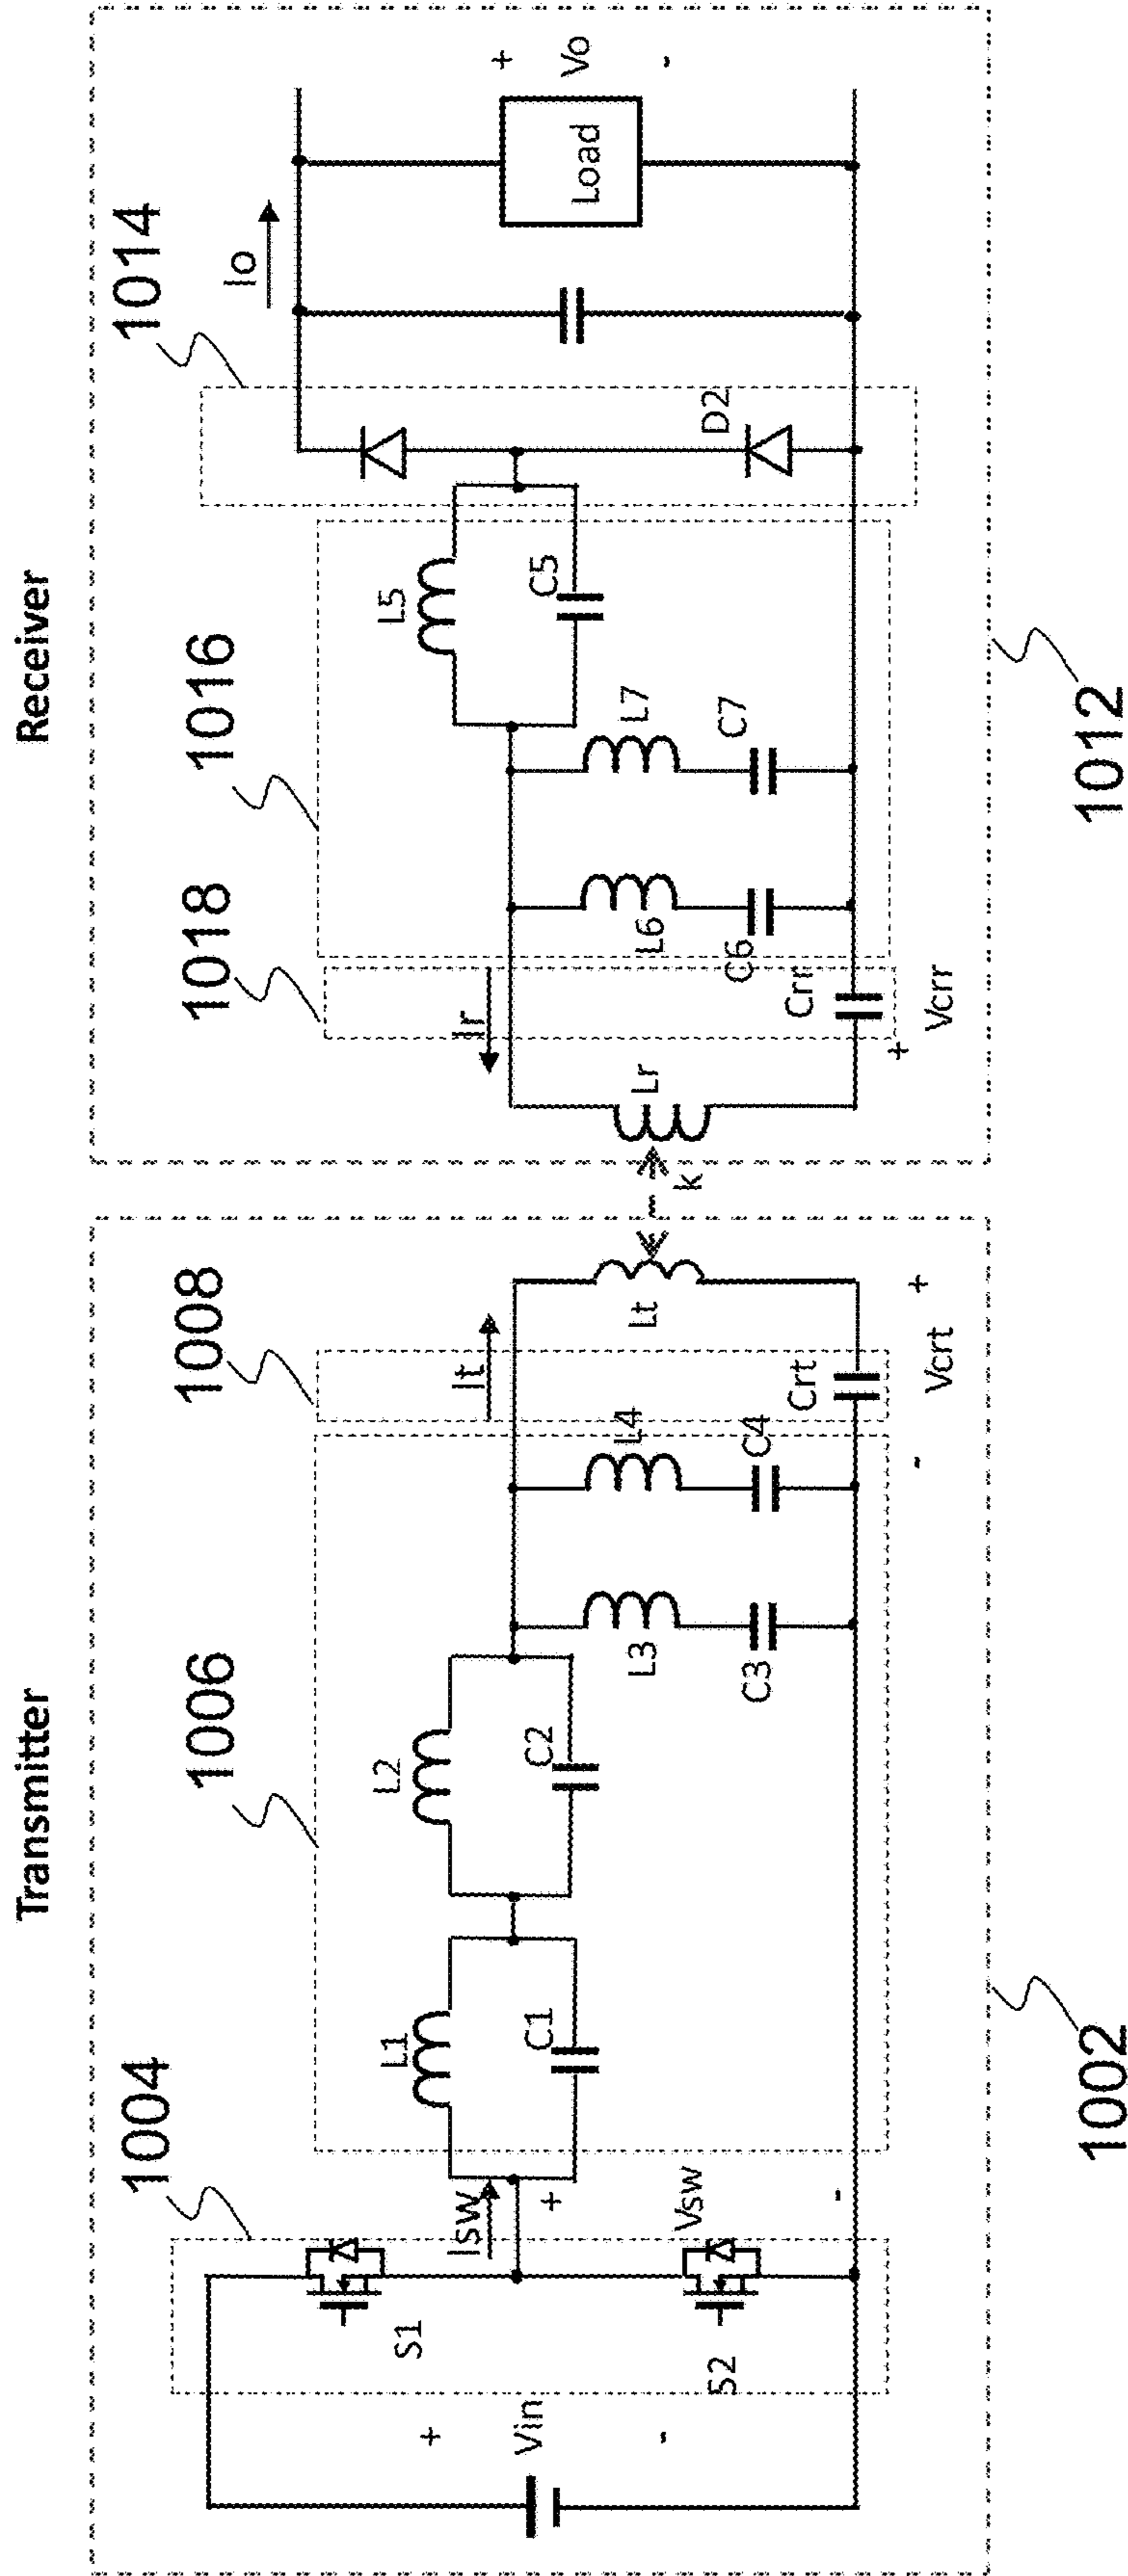 Transmitter
Receiver
1004
1006
1008
1018
1016
1014
Vin
+
-
S1
S2
Isw
+
Vsw
-
L1
C1
L2
C2
L3
C3
L4
C4
It
Crt
Lt
+
Vcrt
-
k
Lr
Ir
Crr
+
Vcrr
L6
C6
L7
C7
L5
C5
D2
Io
Load
+
Vo
-
1002
1012